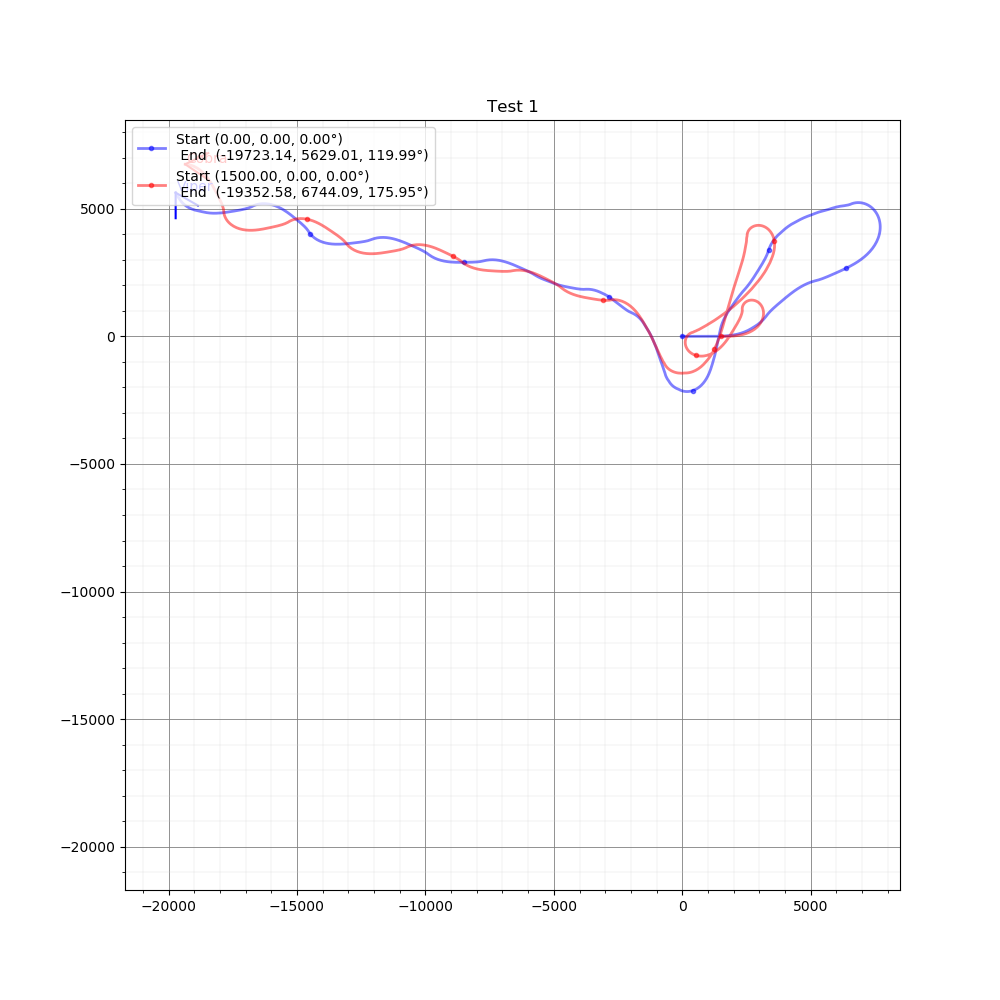 Test 1
Start (0.00, 0.00, 0.00°)
End (-19723.14, 5629.01, 119.99°)
Start (1500.00, 0.00, 0.00°)
End (-19352.58, 6744.09, 175.95°)
5000
0
−5000
−10000
−15000
−20000
−20000 −15000 −10000 −5000 0 5000